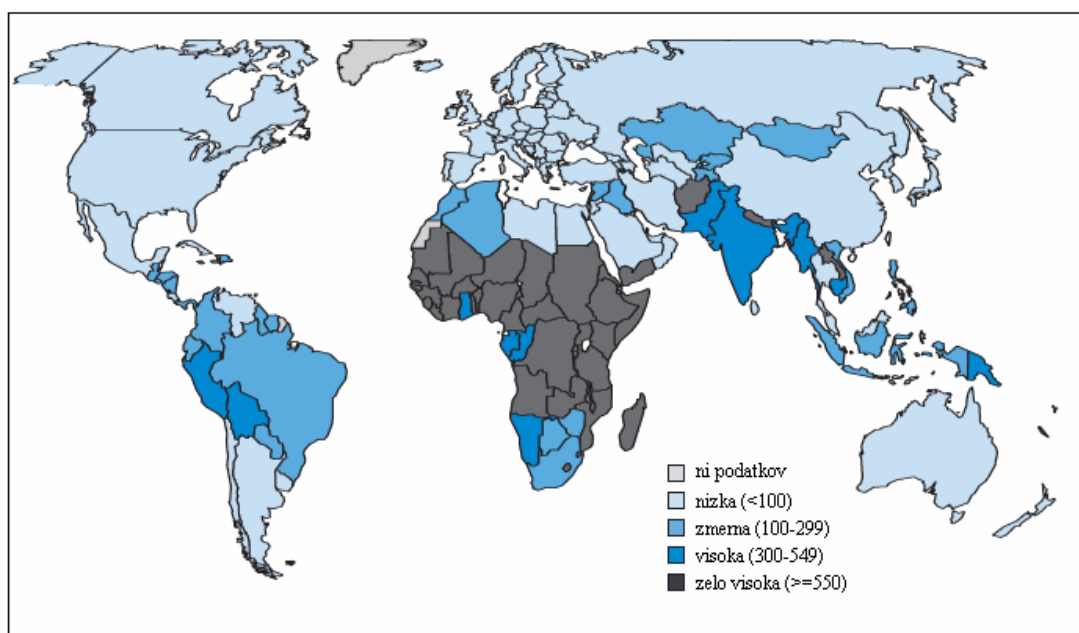 ni podatkov
nizka (<100)
zmerna (100-299)
visoka (300-549)
zelo visoka (>=550)